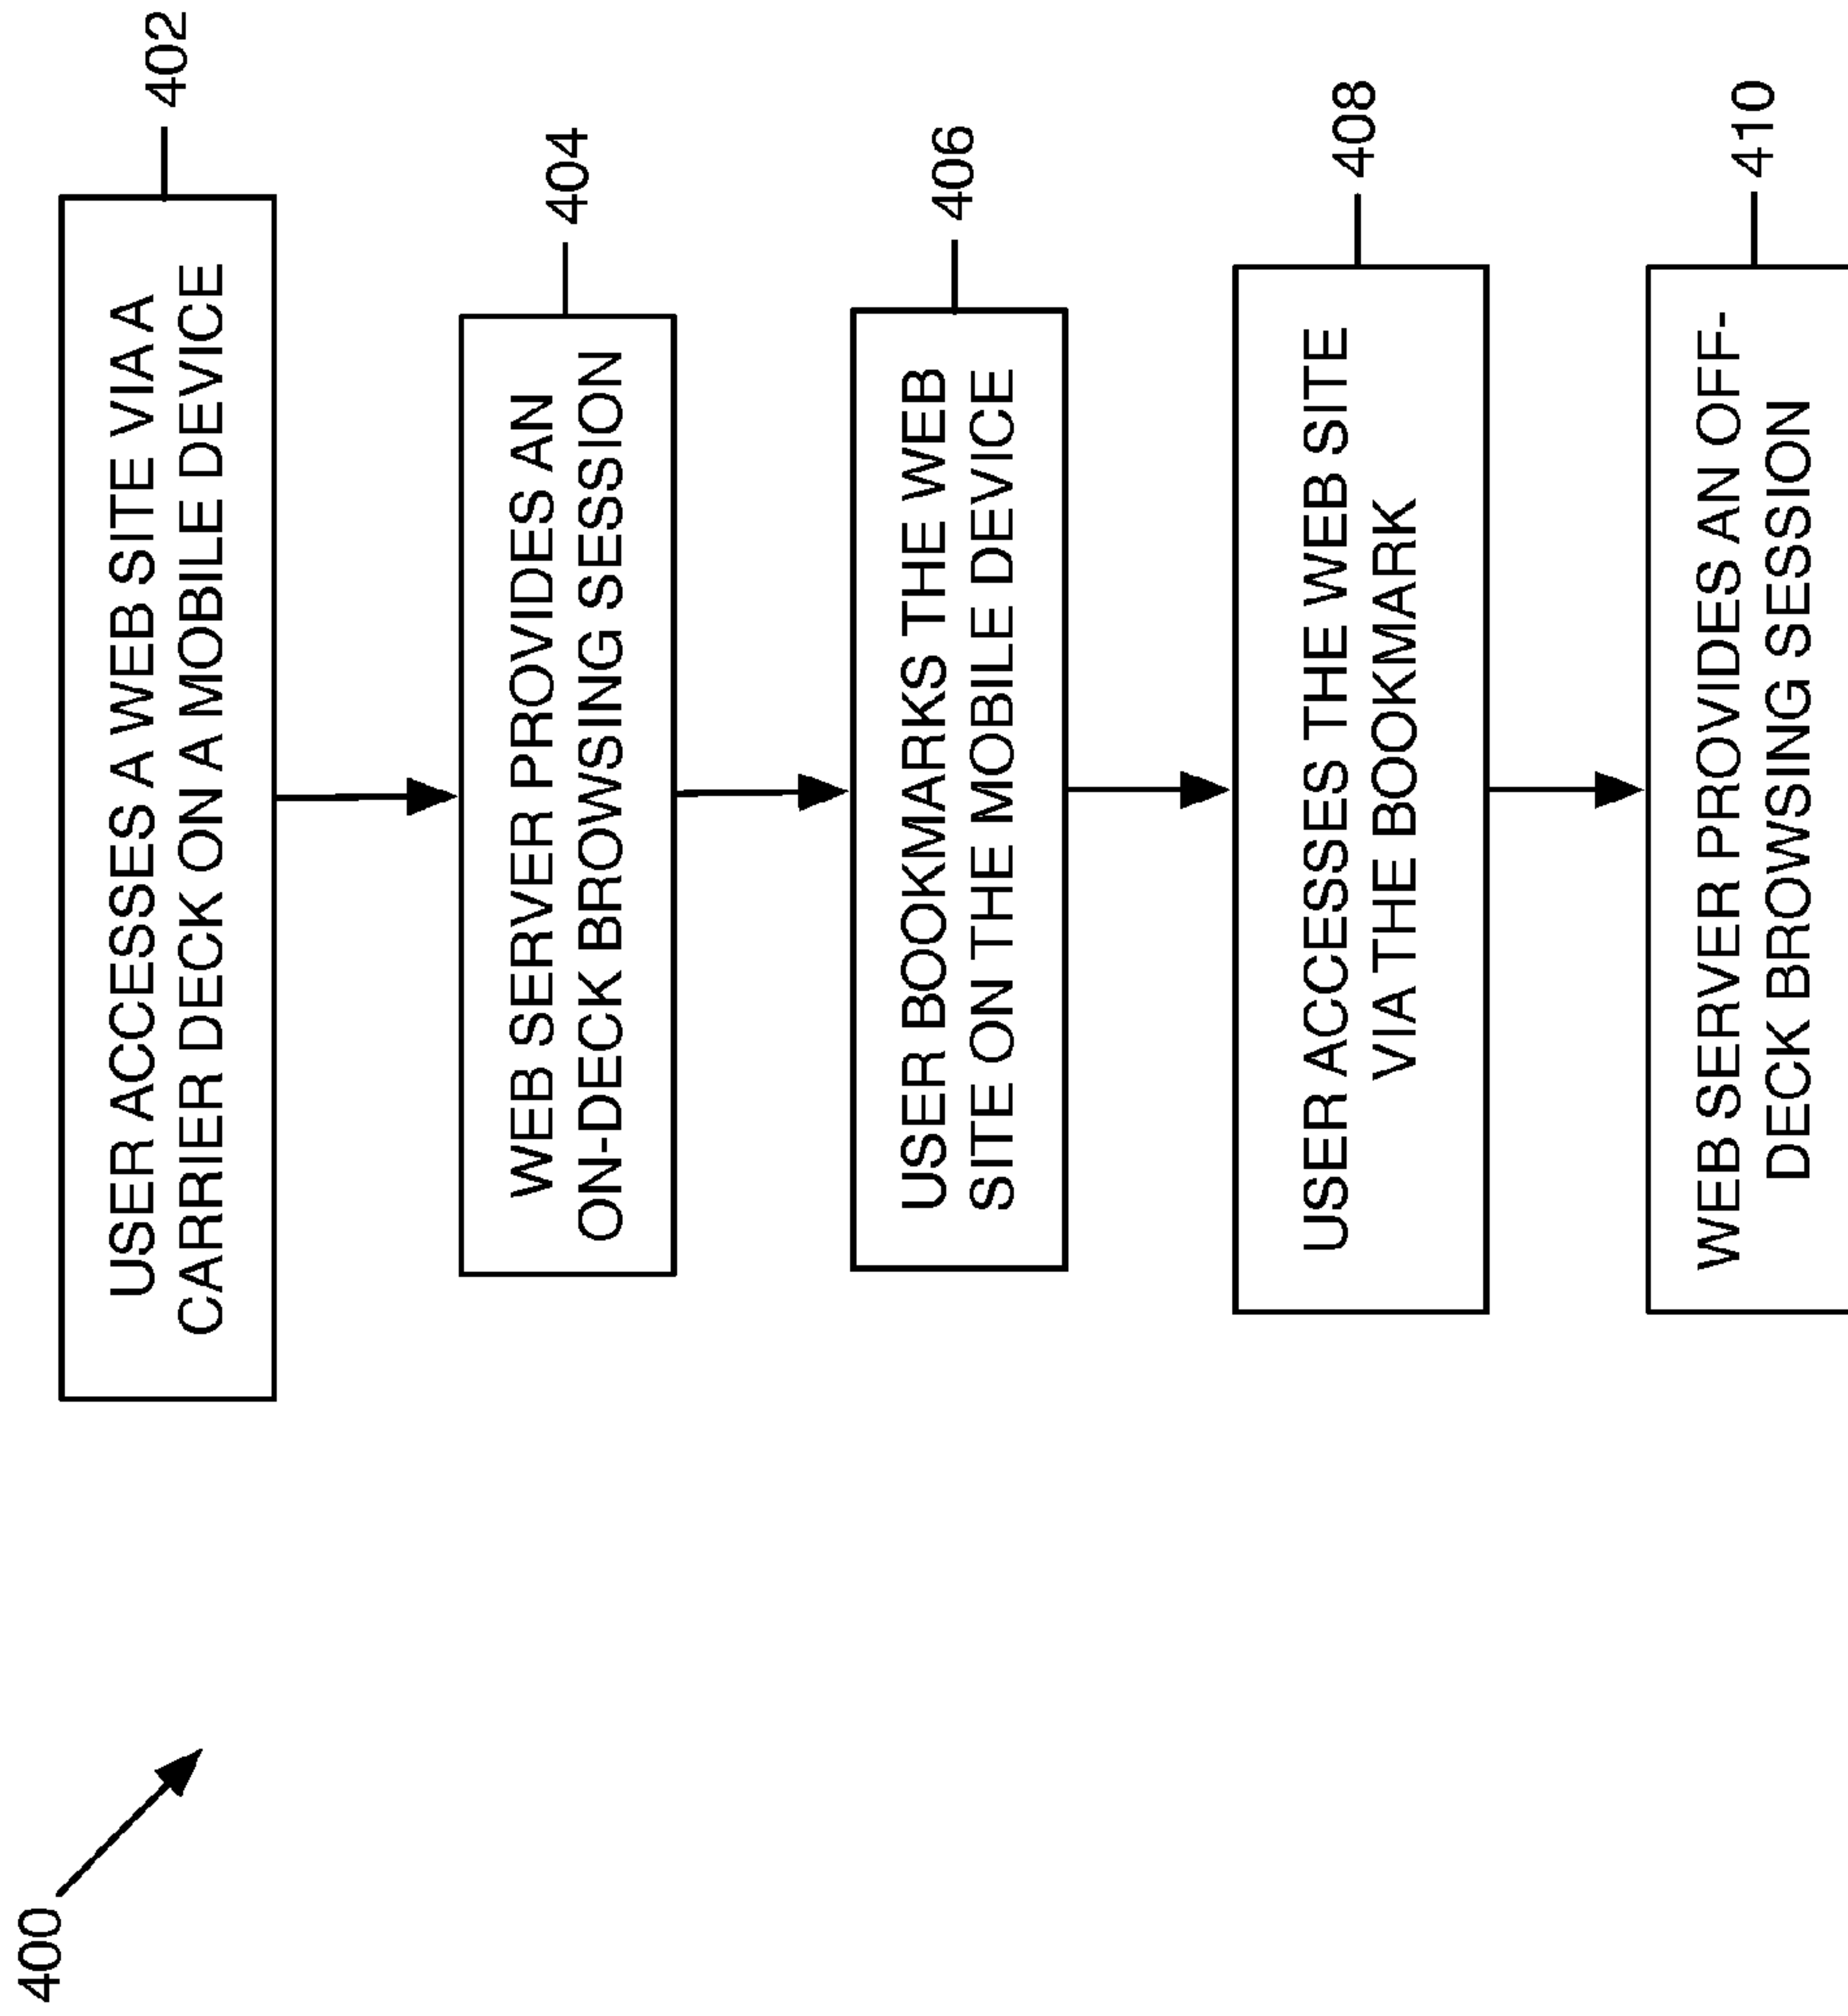 400
USER ACCESSES A WEB SITE VIA A
CARRIER DECK ON A MOBILE DEVICE
402
WEB SERVER PROVIDES AN
ON-DECK BROWSING SESSION
404
USER BOOKMARKS THE WEB
SITE ON THE MOBILE DEVICE
406
USER ACCESSES THE WEB SITE
VIA THE BOOKMARK
408
WEB SERVER PROVIDES AN OFF-
DECK BROWSING SESSION
410